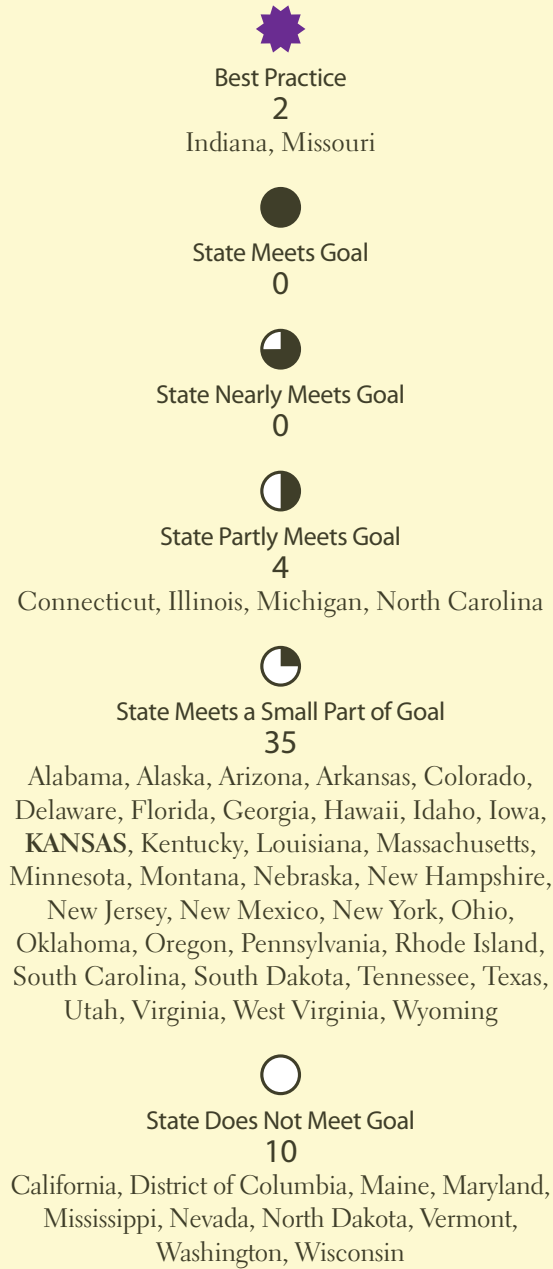 Best Practice
2
Indiana, Missouri
State Meets Goal
0
State Nearly Meets Goal
0
State Partly Meets Goal
4
Connecticut, Illinois, Michigan, North Carolina
State Meets a Small Part of Goal
35
Alabama, Alaska, Arizona, Arkansas, Colorado,
Delaware, Florida, Georgia, Hawaii, Idaho, Iowa,
KANSAS, Kentucky, Louisiana, Massachusetts,
Minnesota, Montana, Nebraska, New Hampshire,
New Jersey, New Mexico, New York, Ohio,
Oklahoma, Oregon, Pennsylvania, Rhode Island,
South Carolina, South Dakota, Tennessee, Texas,
Utah, Virginia, West Virginia, Wyoming
State Does Not Meet Goal
10
California, District of Columbia, Maine, Maryland,
Mississippi, Nevada, North Dakota, Vermont,
Washington, Wisconsin